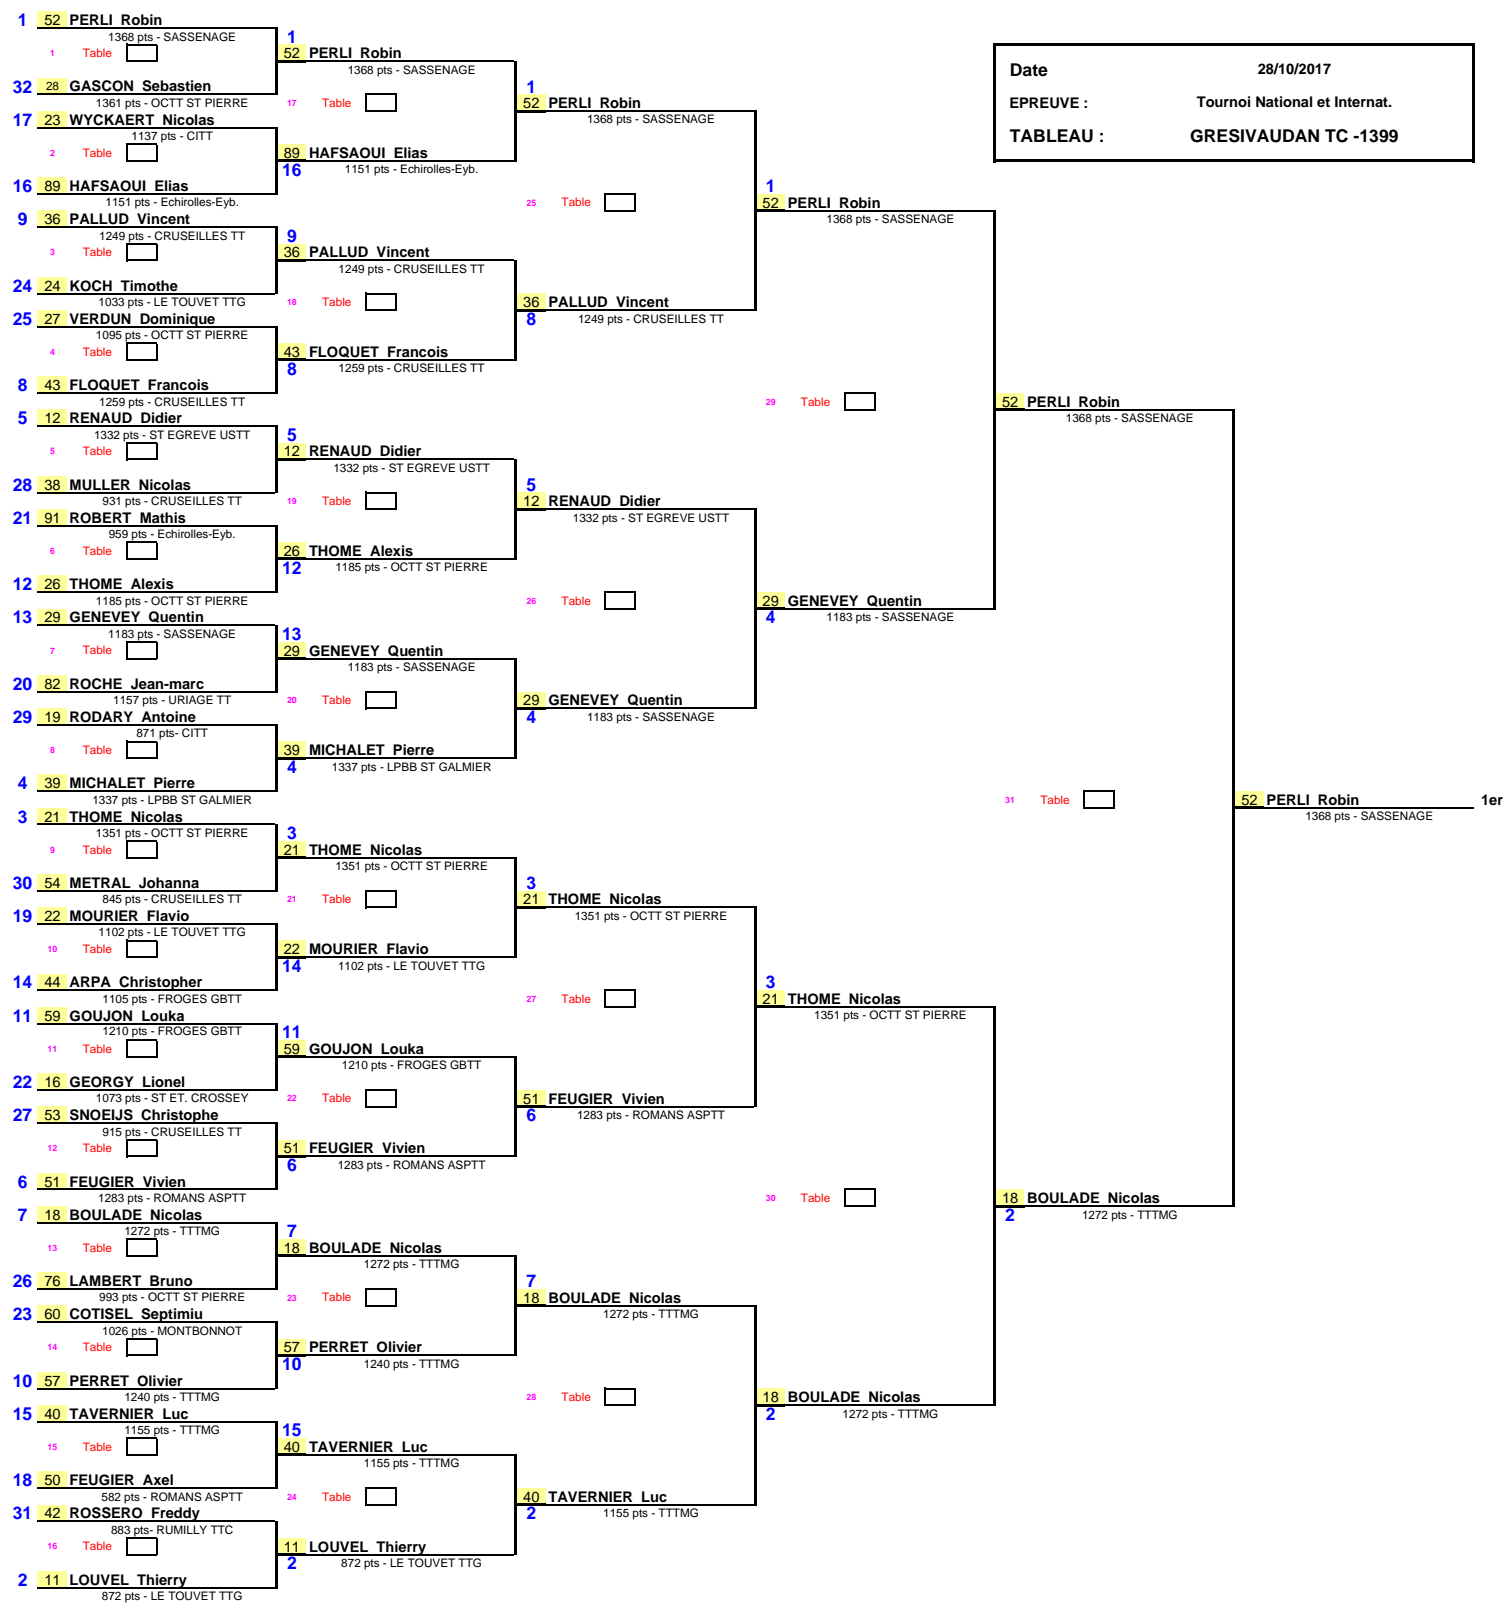 Date 28/10/2017
EPREUVE : Tournoi National et Internat.
TABLEAU : GRESIVAUDAN TC -1399
1 52 PERLI Robin
1368 pts - SASSENAGE
1 Table
32 28 GASCON Sebastien
1361 pts - OCTT ST PIERRE
17 23 WYCKAERT Nicolas
1137 pts - CITT
2 Table
16 89 HAFSAOUI Elias
1151 pts - Echirolles-Eyb.
9 36 PALLUD Vincent
1249 pts - CRUSEILLES TT
3 Table
24 24 KOCH Timothe
1033 pts - LE TOUVET TTG
25 27 VERDUN Dominique
1095 pts - OCTT ST PIERRE
4 Table
8 43 FLOQUET Francois
1259 pts - CRUSEILLES TT
5 12 RENAUD Didier
1332 pts - ST EGREVE USTT
5 Table
28 38 MULLER Nicolas
931 pts - CRUSEILLES TT
21 91 ROBERT Mathis
959 pts - Echirolles-Eyb.
6 Table
12 26 THOME Alexis
1185 pts - OCTT ST PIERRE
13 29 GENEVEY Quentin
1183 pts - SASSENAGE
7 Table
20 82 ROCHE Jean-marc
1157 pts - URIAGE TT
29 19 RODARY Antoine
871 pts- CITT
8 Table
4 39 MICHALET Pierre
1337 pts - LPBB ST GALMIER
3 21 THOME Nicolas
1351 pts - OCTT ST PIERRE
9 Table
30 54 METRAL Johanna
845 pts - CRUSEILLES TT
19 22 MOURIER Flavio
1102 pts - LE TOUVET TTG
10 Table
14 44 ARPA Christopher
1105 pts - FROGES GBTT
11 59 GOUJON Louka
1210 pts - FROGES GBTT
11 Table
22 16 GEORGY Lionel
1073 pts - ST ET. CROSSEY
27 53 SNOEIJS Christophe
915 pts - CRUSEILLES TT
12 Table
6 51 FEUGIER Vivien
1283 pts - ROMANS ASPTT
7 18 BOULADE Nicolas
1272 pts - TTTMG
13 Table
26 76 LAMBERT Bruno
993 pts - OCTT ST PIERRE
23 60 COTISEL Septimiu
1026 pts - MONTBONNOT
14 Table
10 57 PERRET Olivier
1240 pts - TTTMG
15 40 TAVERNIER Luc
1155 pts - TTTMG
15 Table
18 50 FEUGIER Axel
582 pts - ROMANS ASPTT
31 42 ROSSERO Freddy
883 pts- RUMILLY TTC
16 Table
2 11 LOUVEL Thierry
872 pts - LE TOUVET TTG
1
52 PERLI Robin
1368 pts - SASSENAGE
17 Table
89 HAFSAOUI Elias
16 1151 pts - Echirolles-Eyb.
9
36 PALLUD Vincent
1249 pts - CRUSEILLES TT
18 Table
43 FLOQUET Francois
8 1259 pts - CRUSEILLES TT
5
12 RENAUD Didier
1332 pts - ST EGREVE USTT
19 Table
26 THOME Alexis
12 1185 pts - OCTT ST PIERRE
13
29 GENEVEY Quentin
1183 pts - SASSENAGE
20 Table
39 MICHALET Pierre
4 1337 pts - LPBB ST GALMIER
3
21 THOME Nicolas
1351 pts - OCTT ST PIERRE
21 Table
22 MOURIER Flavio
14 1102 pts - LE TOUVET TTG
11
59 GOUJON Louka
1210 pts - FROGES GBTT
22 Table
51 FEUGIER Vivien
6 1283 pts - ROMANS ASPTT
7
18 BOULADE Nicolas
1272 pts - TTTMG
23 Table
57 PERRET Olivier
10 1240 pts - TTTMG
15
40 TAVERNIER Luc
1155 pts - TTTMG
24 Table
11 LOUVEL Thierry
2 872 pts - LE TOUVET TTG
1
52 PERLI Robin
1368 pts - SASSENAGE
25 Table
36 PALLUD Vincent
8 1249 pts - CRUSEILLES TT
5
12 RENAUD Didier
1332 pts - ST EGREVE USTT
26 Table
29 GENEVEY Quentin
4 1183 pts - SASSENAGE
3
21 THOME Nicolas
1351 pts - OCTT ST PIERRE
27 Table
51 FEUGIER Vivien
6 1283 pts - ROMANS ASPTT
7
18 BOULADE Nicolas
1272 pts - TTTMG
28 Table
40 TAVERNIER Luc
2 1155 pts - TTTMG
1
52 PERLI Robin
1368 pts - SASSENAGE
29 Table
29 GENEVEY Quentin
4 1183 pts - SASSENAGE
3
21 THOME Nicolas
1351 pts - OCTT ST PIERRE
30 Table
18 BOULADE Nicolas
2 1272 pts - TTTMG
52 PERLI Robin
1368 pts - SASSENAGE
31 Table
18 BOULADE Nicolas
2 1272 pts - TTTMG
52 PERLI Robin 1er
1368 pts - SASSENAGE